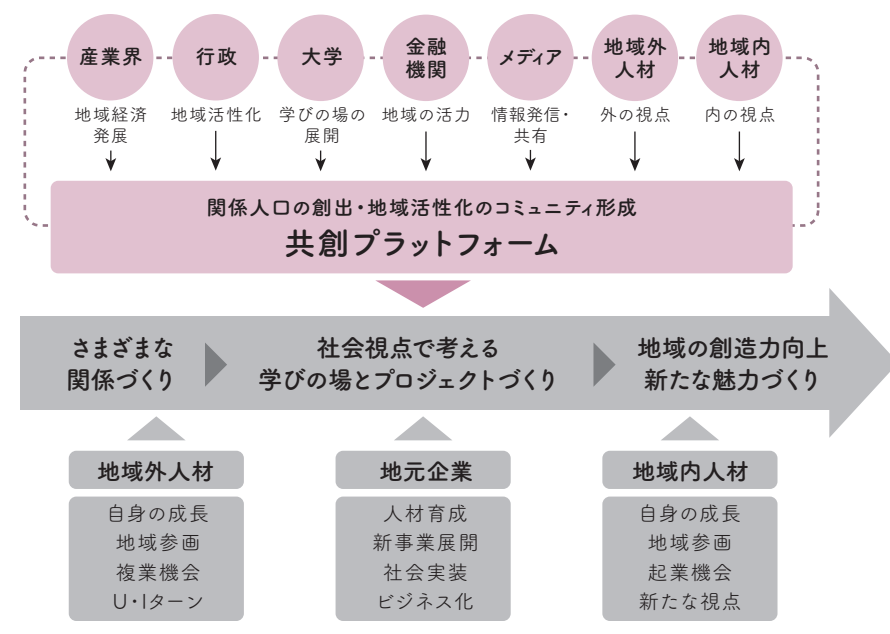 産業界
行政
大学
金融
機関
メディア
地域外
人材
地域内
人材
地域経済
発展
地域活性化
学びの場の
展開
地域の活力
情報発信・
共有
外の視点
内の視点
関係人口の創出・地域活性化のコミュニティ形成
共創プラットフォーム
さまざまな
関係づくり
社会視点で考える
学びの場とプロジェクトづくり
地域の創造力向上
新たな魅力づくり
地域外人材
自身の成長
地域参画
複業機会
U・Iターン
地元企業
人材育成
新事業展開
社会実装
ビジネス化
地域内人材
自身の成長
地域参画
起業機会
新たな視点